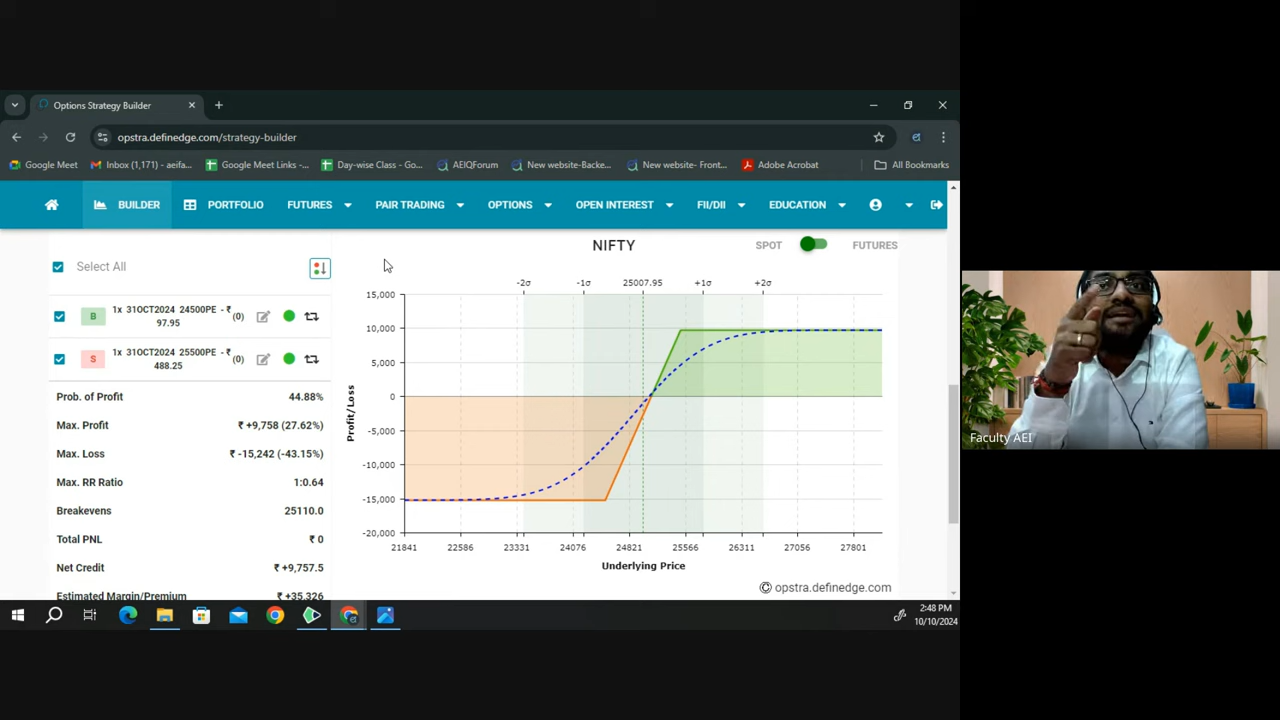 Options Strategy Builder
opstra.definedge.com/strategy-builder
Google Meet
Inbox (1,171) - aeifa...
Google Meet Links -...
Day-wise Class - Go...
AEIQForum
New website-Backe...
New website- Front...
Adobe Acrobat
All Bookmarks
BUILDER
PORTFOLIO
FUTURES
PAIR TRADING
OPTIONS
OPEN INTEREST
FII/DII
EDUCATION
Select All
B
1x 31OCT2024 24500PE - ₹
97.95
(0)
S
1x 31OCT2024 25500PE - ₹
488.25
(0)
Prob. of Profit 44.88%
Max. Profit ₹ +9,758 (27.62%)
Max. Loss ₹ -15,242 (-43.15%)
Max. RR Ratio 1:0.64
Breakevens 25110.0
Total PNL ₹ 0
Net Credit ₹ +9,757.5
Estimated Margin/Premium ₹ +35,326
NIFTY
SPOT
FUTURES
-2σ -1σ 25007.95 +1σ +2σ
15,000
10,000
5,000
0
-5,000
-10,000
-15,000
-20,000
Profit/Loss
21841 22586 23331 24076 24821 25566 26311 27056 27801
Underlying Price
© opstra.definedge.com
2:48 PM
10/10/2024
Faculty AEI